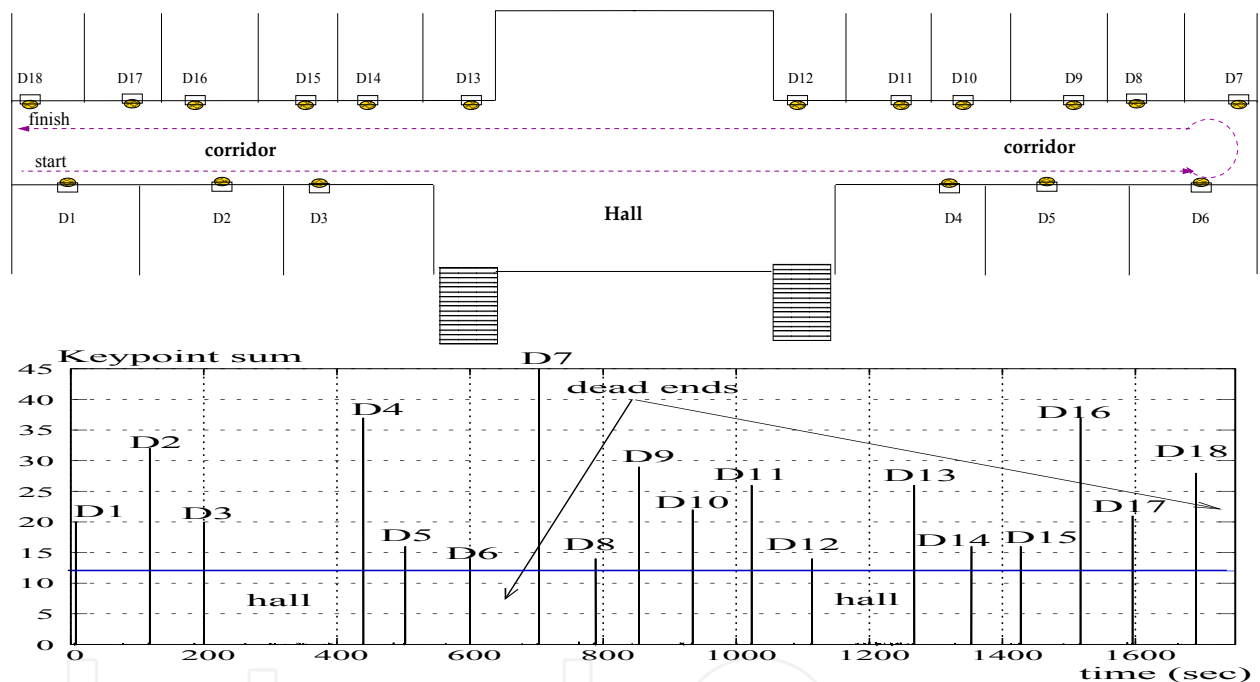 D18 D17 D16 D15 D14 D13 D12 D11 D10 D9 D8 D7
finish
corridor corridor
start
D1 D2 D3 Hall D4 D5 D6
Keypoint sum
D7
45
dead ends
40
D4 D16
35
D2
30
D9 D18
25
D11 D13
D10
20
D1 D3 D17
15
D5 D6 D8 D12 D14 D15
10
hall hall
5
0
0 200 400 600 800 1000 1200 1400 1600
time (sec)